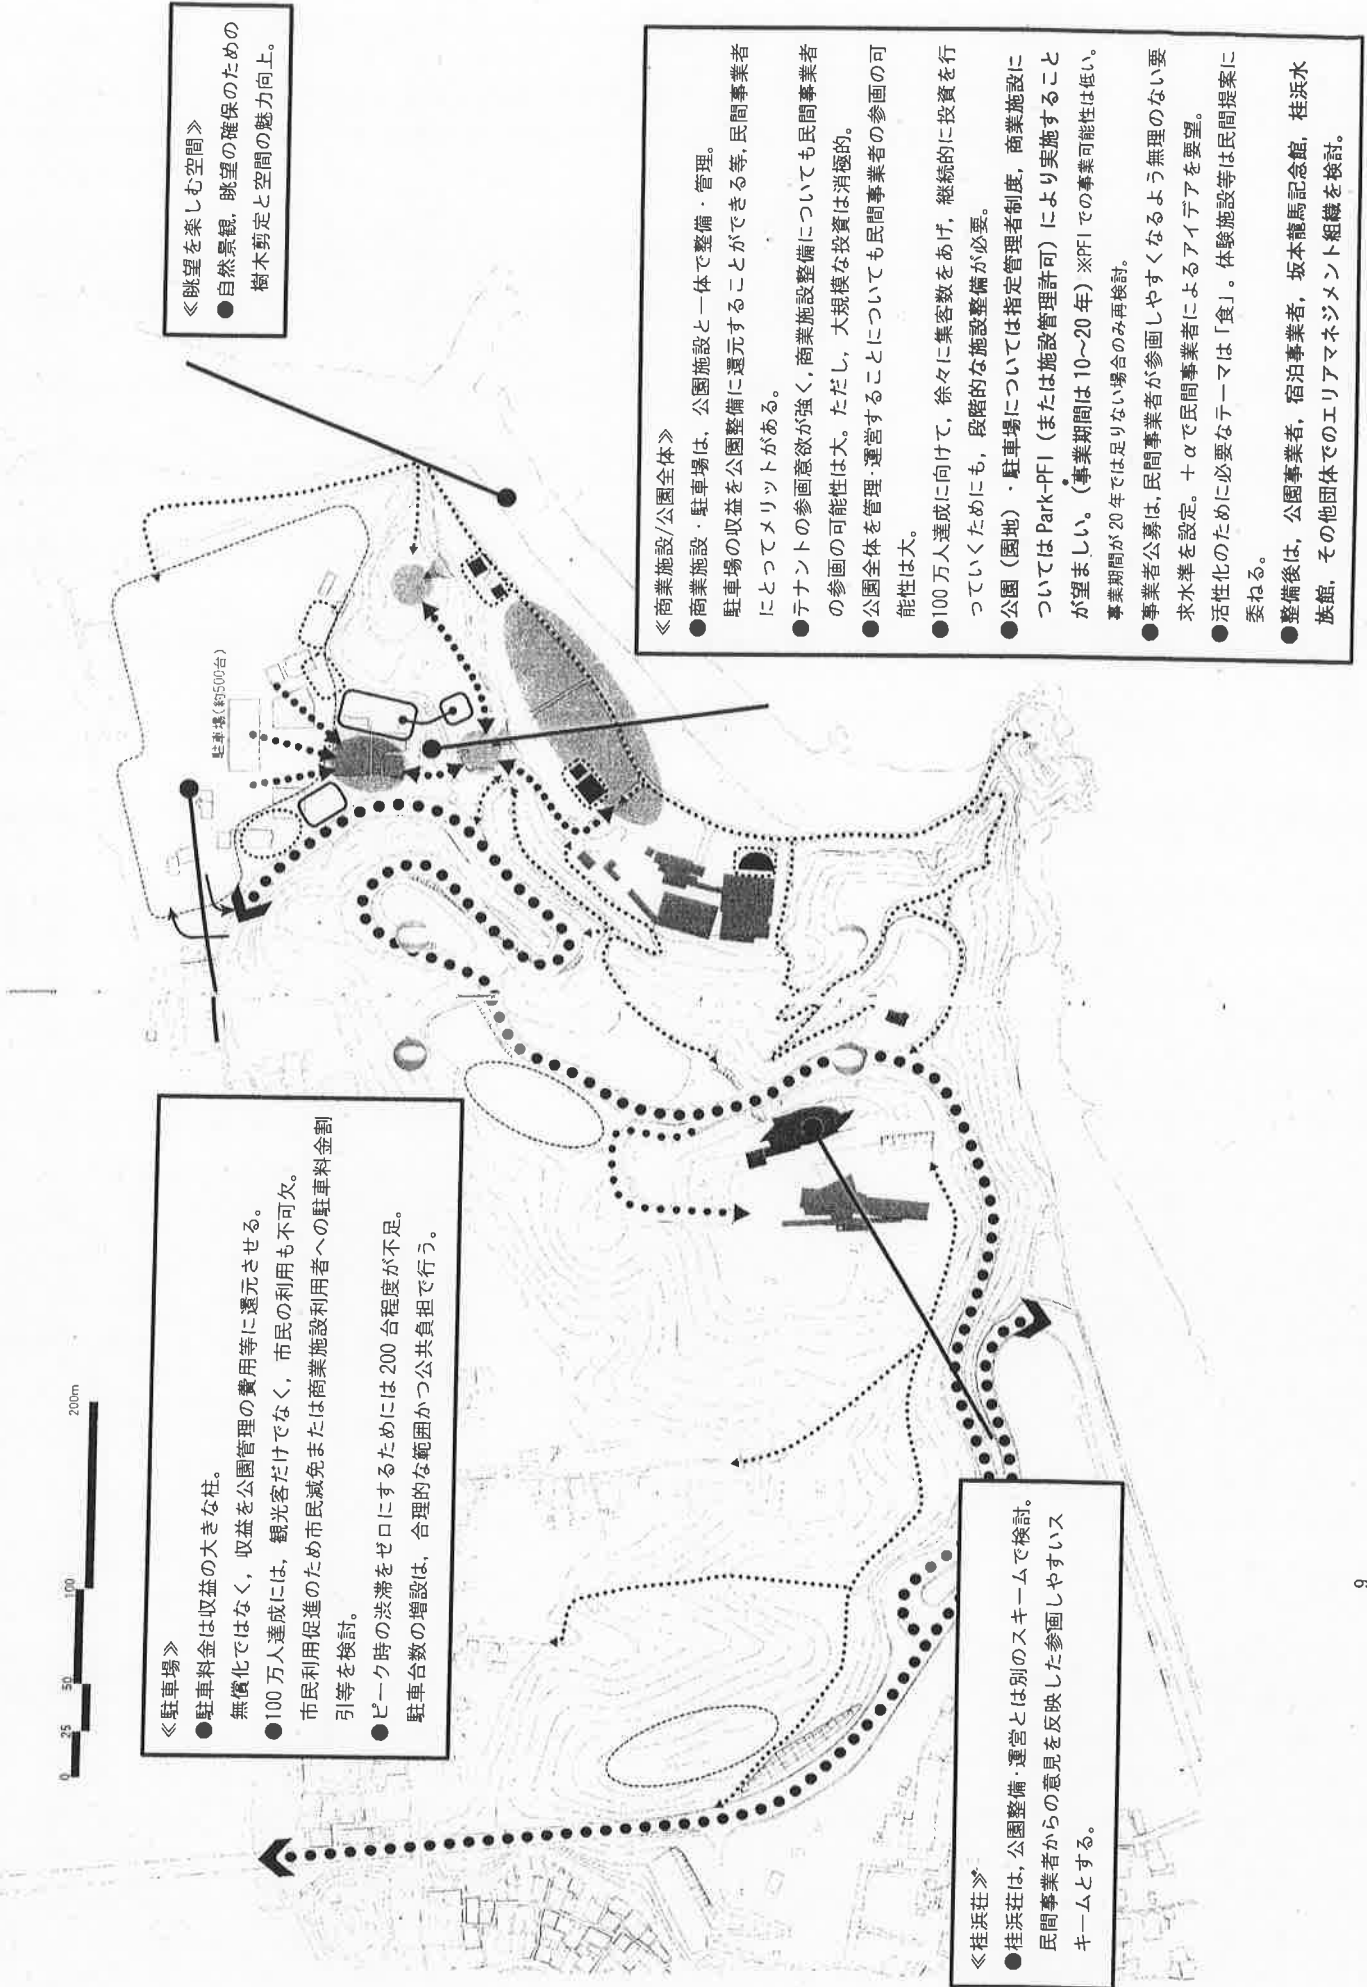 0 25 50 100 200m
≪駐車場≫
●駐車料金は収益の大きな柱。
無償化ではなく，収益を公園管理の費用等に還元させる。
●100万人達成には，観光客だけでなく，市民の利用も不可欠。
市民利用促進のため市民減免または商業施設利用者への駐車料金割
引等を検討。
●ピーク時の渋滞をゼロにするためには200台程度が不足。
駐車台数の増設は，合理的な範囲かつ公共負担で行う。
≪眺望を楽しむ空間≫
●自然景観，眺望の確保のための
樹木剪定と空間の魅力向上。
駐車場(約500台)
≪桂浜荘≫
●桂浜荘は，公園整備・運営とは別のスキームで検討。
民間事業者からの意見を反映した参画しやすいス
キームとする。
≪商業施設/公園全体≫
●商業施設・駐車場は，公園施設と一体で整備・管理。
駐車場の収益を公園整備に還元することができる等，民間事業者
にとってメリットがある。
●テナントの参画意欲が強く，商業施設整備についても民間事業者
の参画の可能性は大。ただし，大規模な投資は消極的。
●公園全体を管理・運営することについても民間事業者の参画の可
能性は大。
●100万人達成に向けて，徐々に集客数をあげ，継続的に投資を行
っていくためにも，段階的な施設整備が必要。
●公園（園地）・駐車場については指定管理者制度，商業施設に
ついてはPark-PFI（または施設管理許可）により実施すること
が望ましい。（事業期間は10～20年）※PFIでの事業可能性は低い。
事業期間が20年では足りない場合のみ再検討。
●事業者公募は，民間事業者が参画しやすくなるよう無理のない要
求水準を設定。＋αで民間事業者によるアイデアを要望。
●活性化のために必要なテーマは「食」。体験施設等は民間提案に
委ねる。
●整備後は，公園事業者，宿泊事業者，坂本龍馬記念館，桂浜水
族館，その他団体でのエリアマネジメント組織を検討。
9